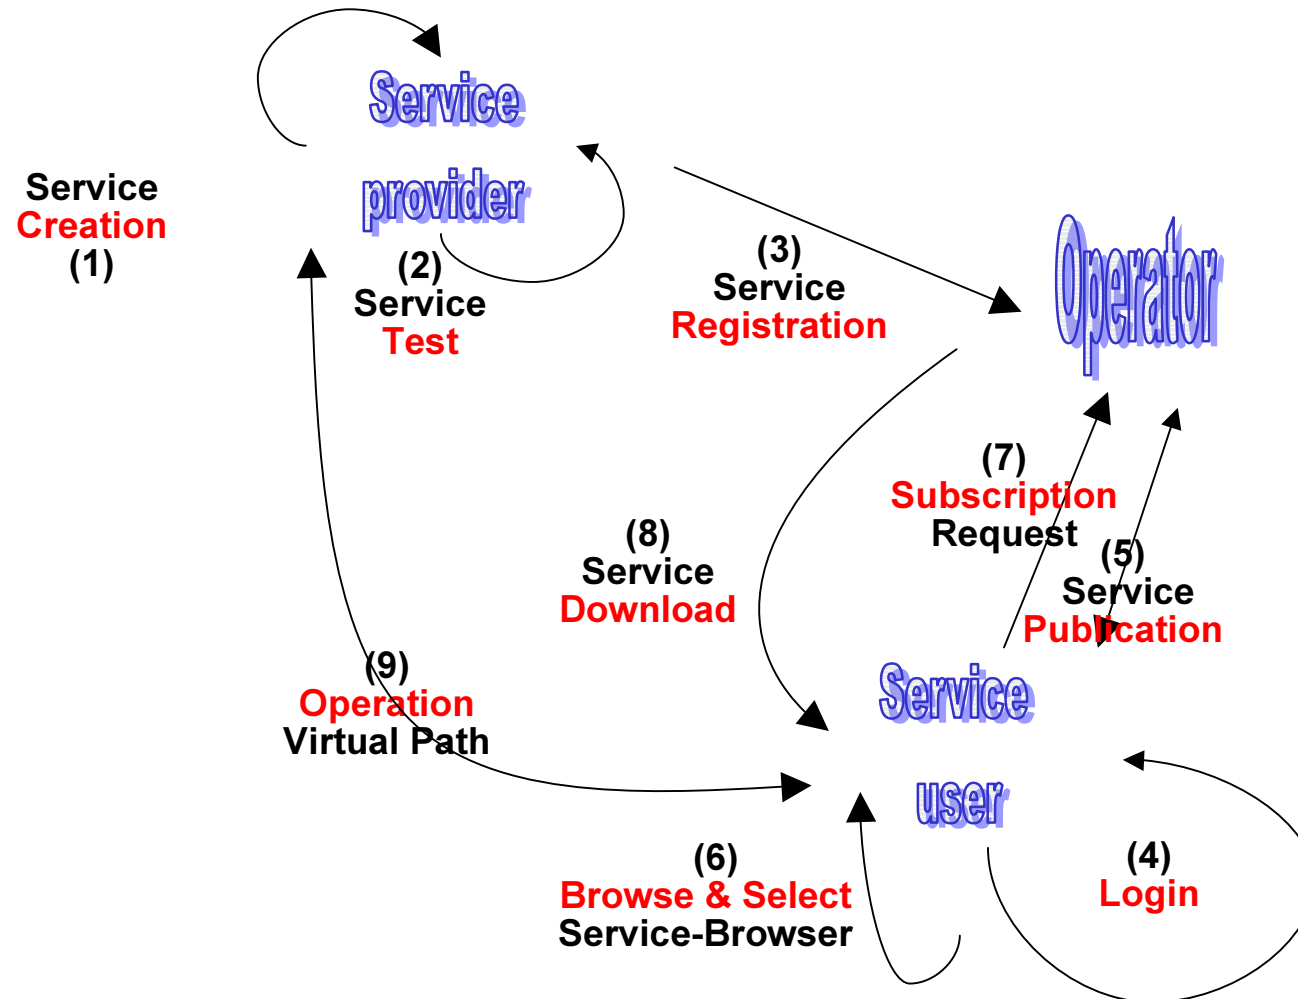 Service
provider
Service
Creation
(1)
(2)
Service
Test
(3)
Service
Registration
Operátor
(7)
Subscription
Request
(8)
Service
Download
(5)
Service
Publication
(9)
Operation
Virtual Path
Service
user
(6)
Browse & Select
Service-Browser
(4)
Login